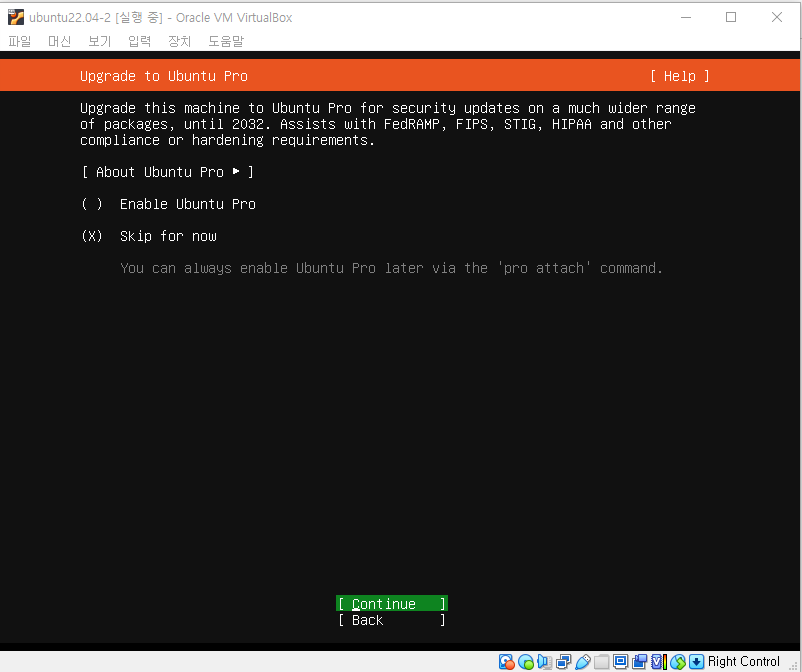 ubuntu22.04-2 [실행 중] - Oracle VM VirtualBox
파일 머신 보기 입력 장치 도움말
Upgrade to Ubuntu Pro [ Help ]
Upgrade this machine to Ubuntu Pro for security updates on a much wider range
of packages, until 2032. Assists with FedRAMP, FIPS, STIG, HIPAA and other
compliance or hardening requirements.
[ About Ubuntu Pro ▸ ]
( ) Enable Ubuntu Pro
(X) Skip for now
You can always enable Ubuntu Pro later via the 'pro attach' command.
[ Continue ]
[ Back ]
Right Control